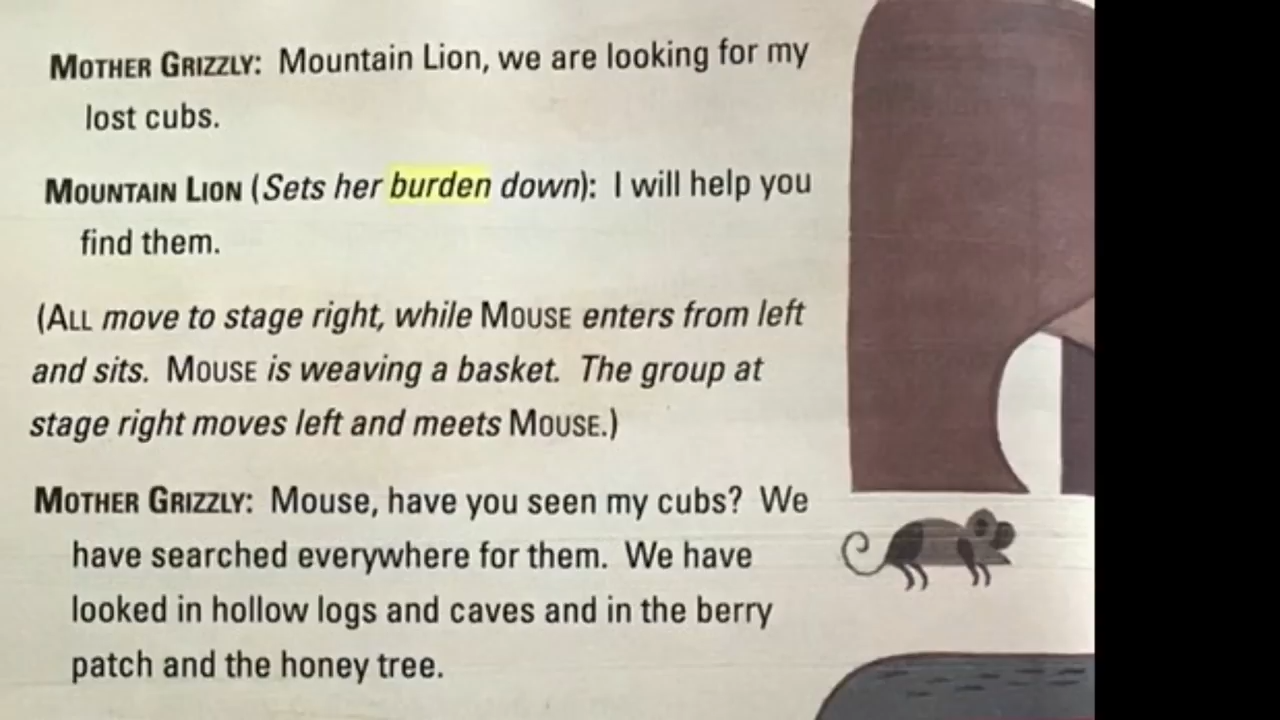 MOTHER GRIZZLY: Mountain Lion, we are looking for my
lost cubs.
MOUNTAIN LION (Sets her burden down): I will help you
find them.
(ALL move to stage right, while MOUSE enters from left
and sits. MOUSE is weaving a basket. The group at
stage right moves left and meets MOUSE.)
MOTHER GRIZZLY: Mouse, have you seen my cubs? We
have searched everywhere for them. We have
looked in hollow logs and caves and in the berry
patch and the honey tree.